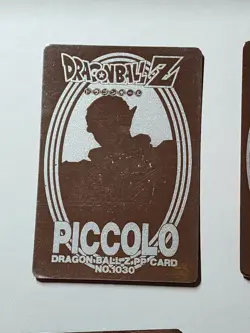 DRAGON BALL Z
ドラゴンボール
PICCOLO
DRAGON BALL Z PP CARD
NO.1030